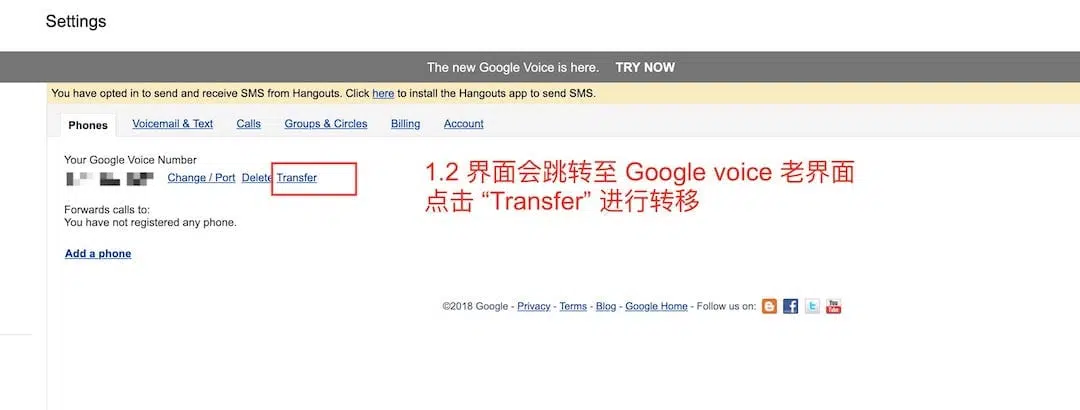 Settings
The new Google Voice is here. TRY NOW
You have opted in to send and receive SMS from Hangouts. Click here to install the Hangouts app to send SMS.
Phones Voicemail & Text Calls Groups & Circles Billing Account
Your Google Voice Number
Change / Port Delete Transfer
1.2 界面会跳转至 Google voice 老界面
点击 “Transfer” 进行转移
Forwards calls to:
You have not registered any phone.
Add a phone
©2018 Google - Privacy - Terms - Blog - Google Home - Follow us on:
You Tube